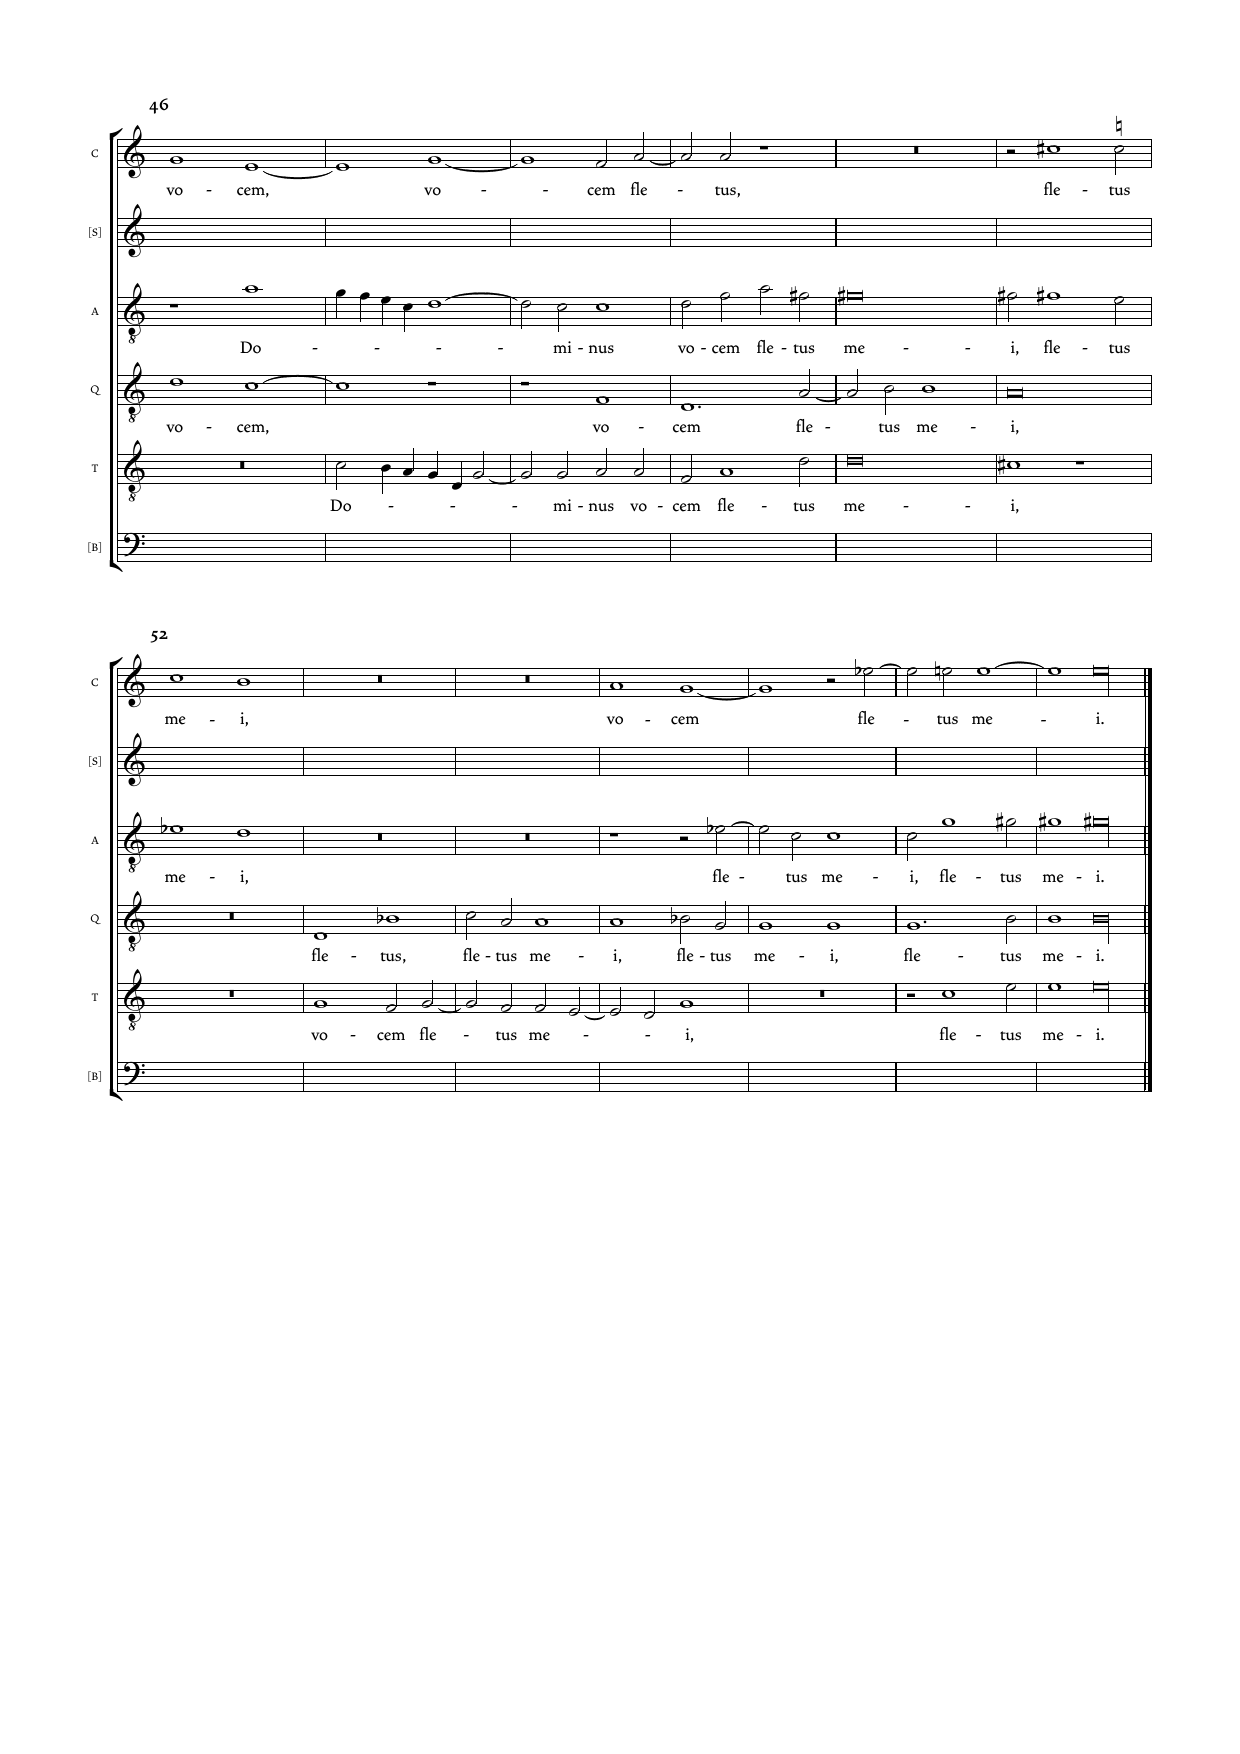 46
C
vo - cem, vo - - cem fle - tus, fle - tus
[S]
A
Do - - - - mi - nus vo - cem fle - tus me - - i, fle - tus
Q
vo - cem, vo - cem fle - tus me - i,
T
Do - - - mi - nus vo - cem fle - tus me - - i,
[B]
52
C
me - i, vo - cem fle - tus me - i.
[S]
A
me - i, fle - tus me - i, fle - tus me - i.
Q
fle - tus, fle - tus me - i, fle - tus me - i, fle - tus me - i.
T
vo - cem fle - tus me - - i, fle - tus me - i.
[B]